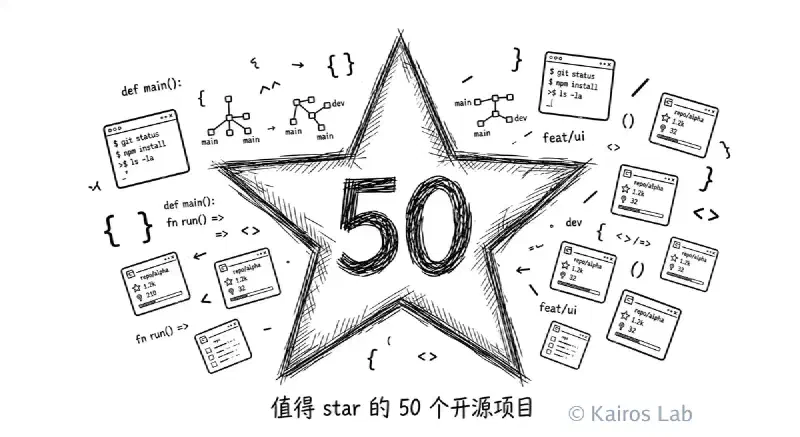 def main():
{
{ }
dev
main
main
main
$ git status
$ npm install
>$ ls -la
}
$ git status
$ npm install
>$ ls -la
main
dev
main
feat/ui
()
<>
repo/alpha
1.2k
32
}
{ }
def main():
fn run() =>
=> <>
50
repo/alpha
1.2k
32
}
<>
dev
{ </=>
repo/alpha
1.2k
210
<
repo/alpha
1.2k
32
repo/alpha
1.2k
32
()
repo/alpha
1.2k
32
fn run() =>
feat/ui
repo/alpha
1.2k
32
{
<>
值得 star 的 50 个开源项目
© Kairos Lab